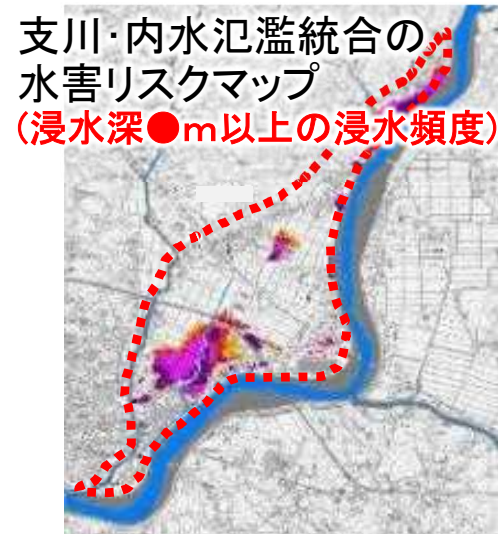 支川･内水氾濫統合の
水害リスクマップ
(浸水深●m以上の浸水頻度)